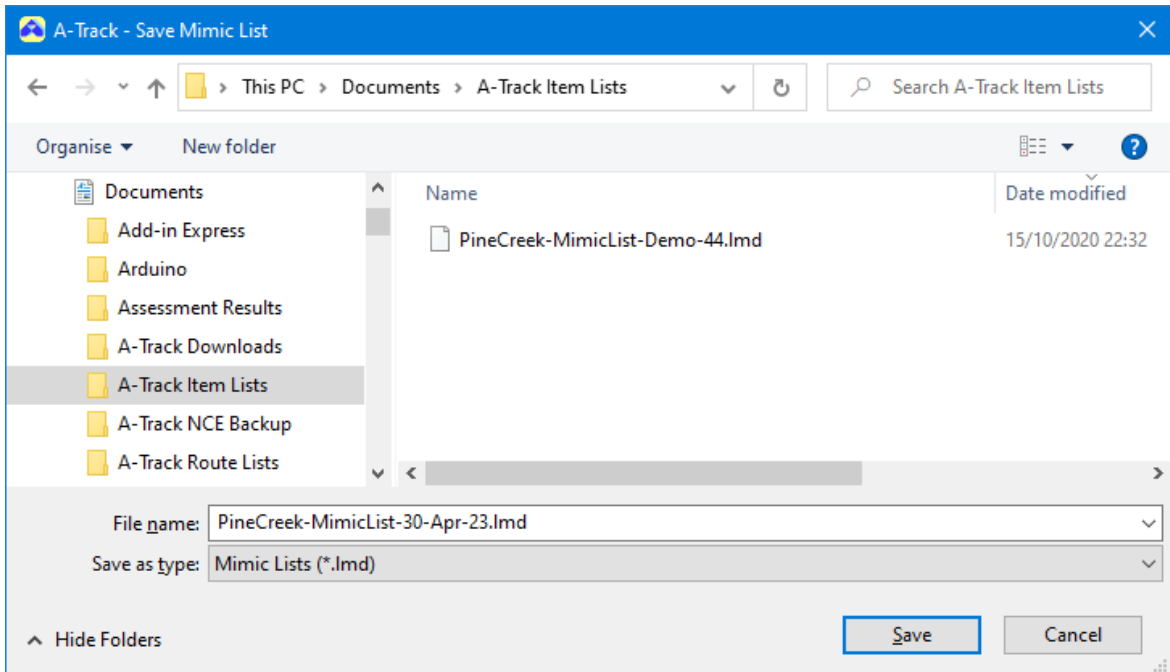 A-Track - Save Mimic List
This PC > Documents > A-Track Item Lists
Search A-Track Item Lists
Organise New folder
?
Documents
Add-in Express
Arduino
Assessment Results
A-Track Downloads
A-Track Item Lists
A-Track NCE Backup
A-Track Route Lists
Name Date modified
PineCreek-MimicList-Demo-44.lmd 15/10/2020 22:32
File name: PineCreek-MimicList-30-Apr-23.lmd
Save as type: Mimic Lists (*.lmd)
Hide Folders
Save Cancel